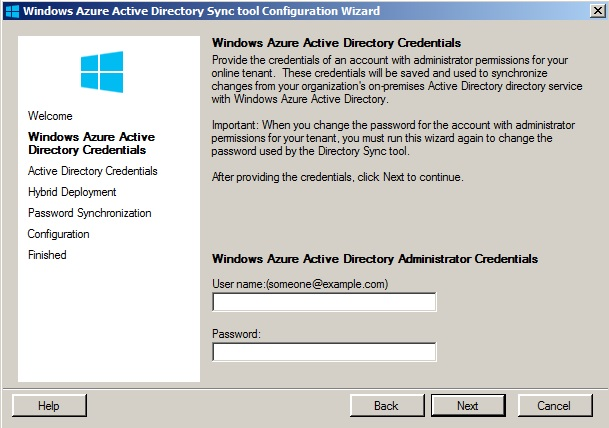 Windows Azure Active Directory Sync tool Configuration Wizard
Welcome
Windows Azure Active
Directory Credentials
Active Directory Credentials
Hybrid Deployment
Password Synchronization
Configuration
Finished
Windows Azure Active Directory Credentials
Provide the credentials of an account with administrator permissions for your
online tenant.  These credentials will be saved and used to synchronize
changes from your organization's on-premises Active Directory directory service
with Windows Azure Active Directory.
Important: When you change the password for the account with administrator
permissions for your tenant, you must run this wizard again to change the
password used by the Directory Sync tool.
After providing the credentials, click Next to continue.
Windows Azure Active Directory Administrator Credentials
User name:(someone@example.com)
Password:
Help
Back
Next
Cancel